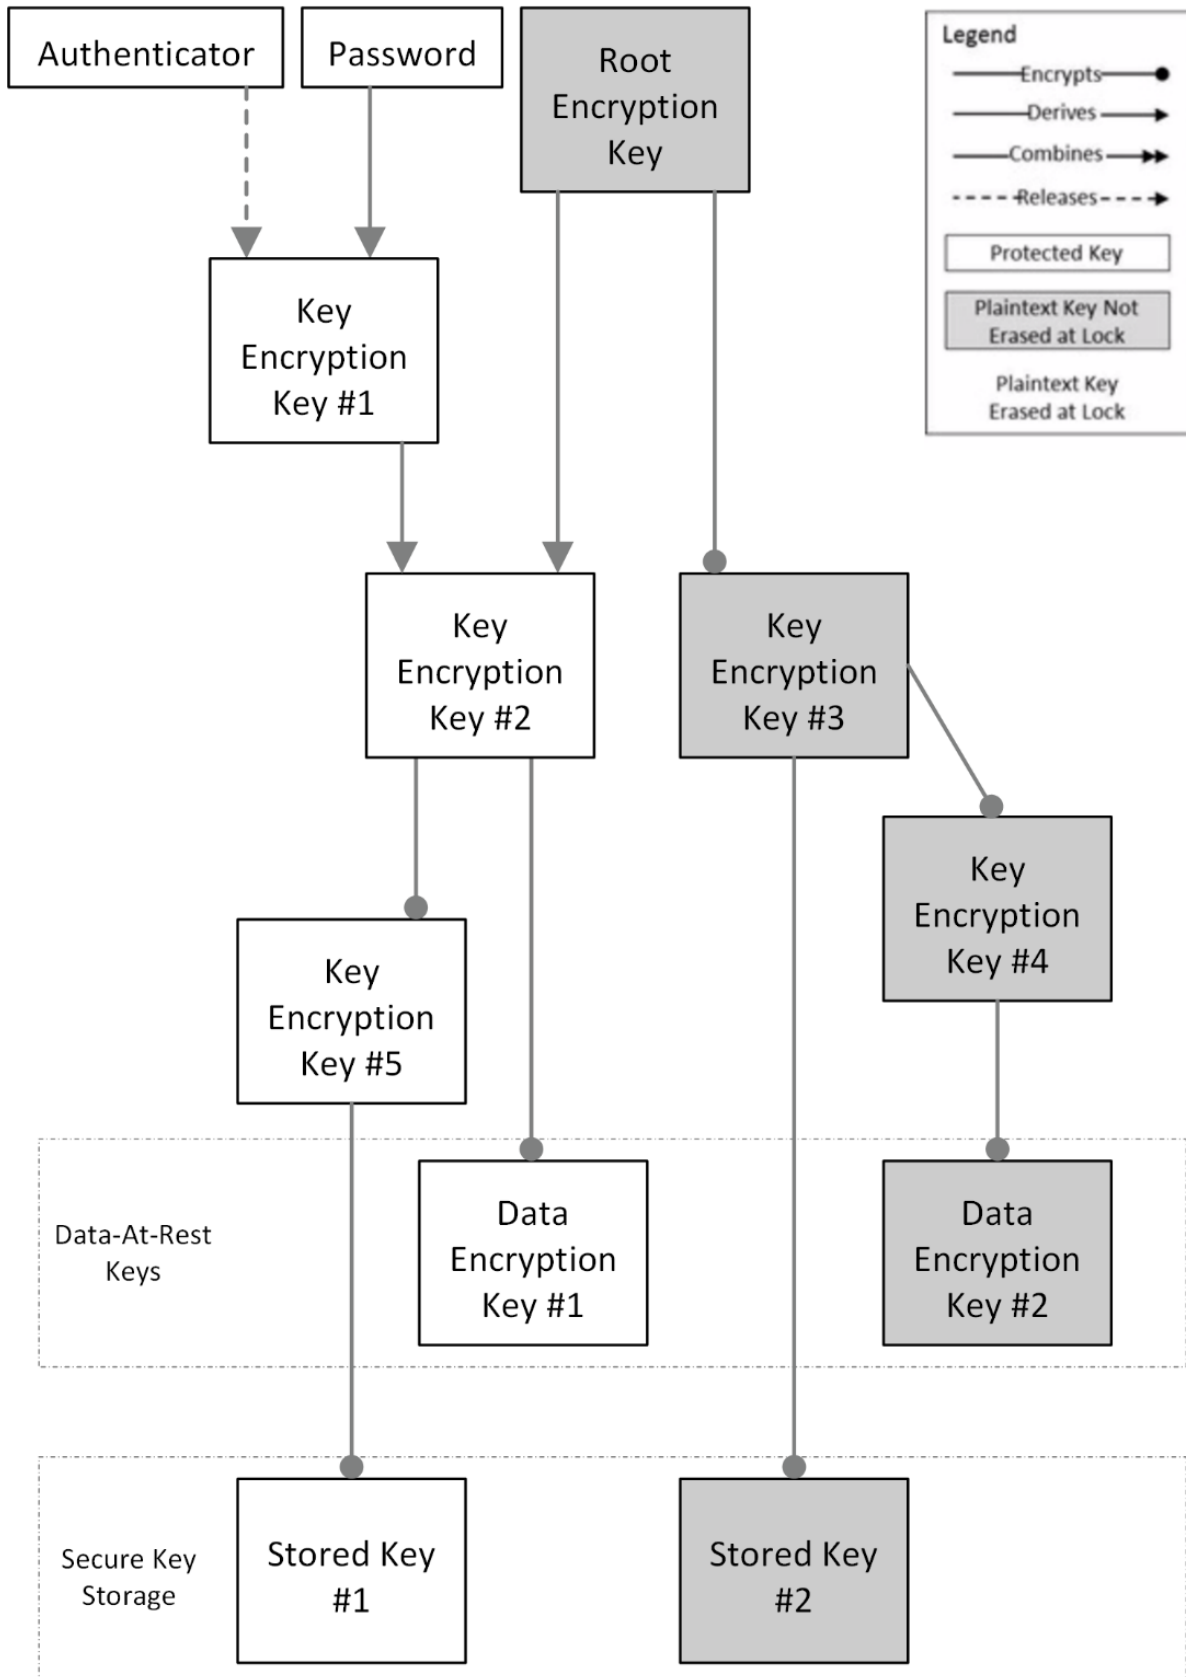 Authenticator
Password
Root
Encryption
Key
Legend
Encrypts
Derives
Combines
Releases
Protected Key
Plaintext Key Not
Erased at Lock
Plaintext Key
Erased at Lock
Key
Encryption
Key #1
Key
Encryption
Key #2
Key
Encryption
Key #3
Key
Encryption
Key #4
Key
Encryption
Key #5
Data-At-Rest
Keys
Data
Encryption
Key #1
Data
Encryption
Key #2
Secure Key
Storage
Stored Key
#1
Stored Key
#2